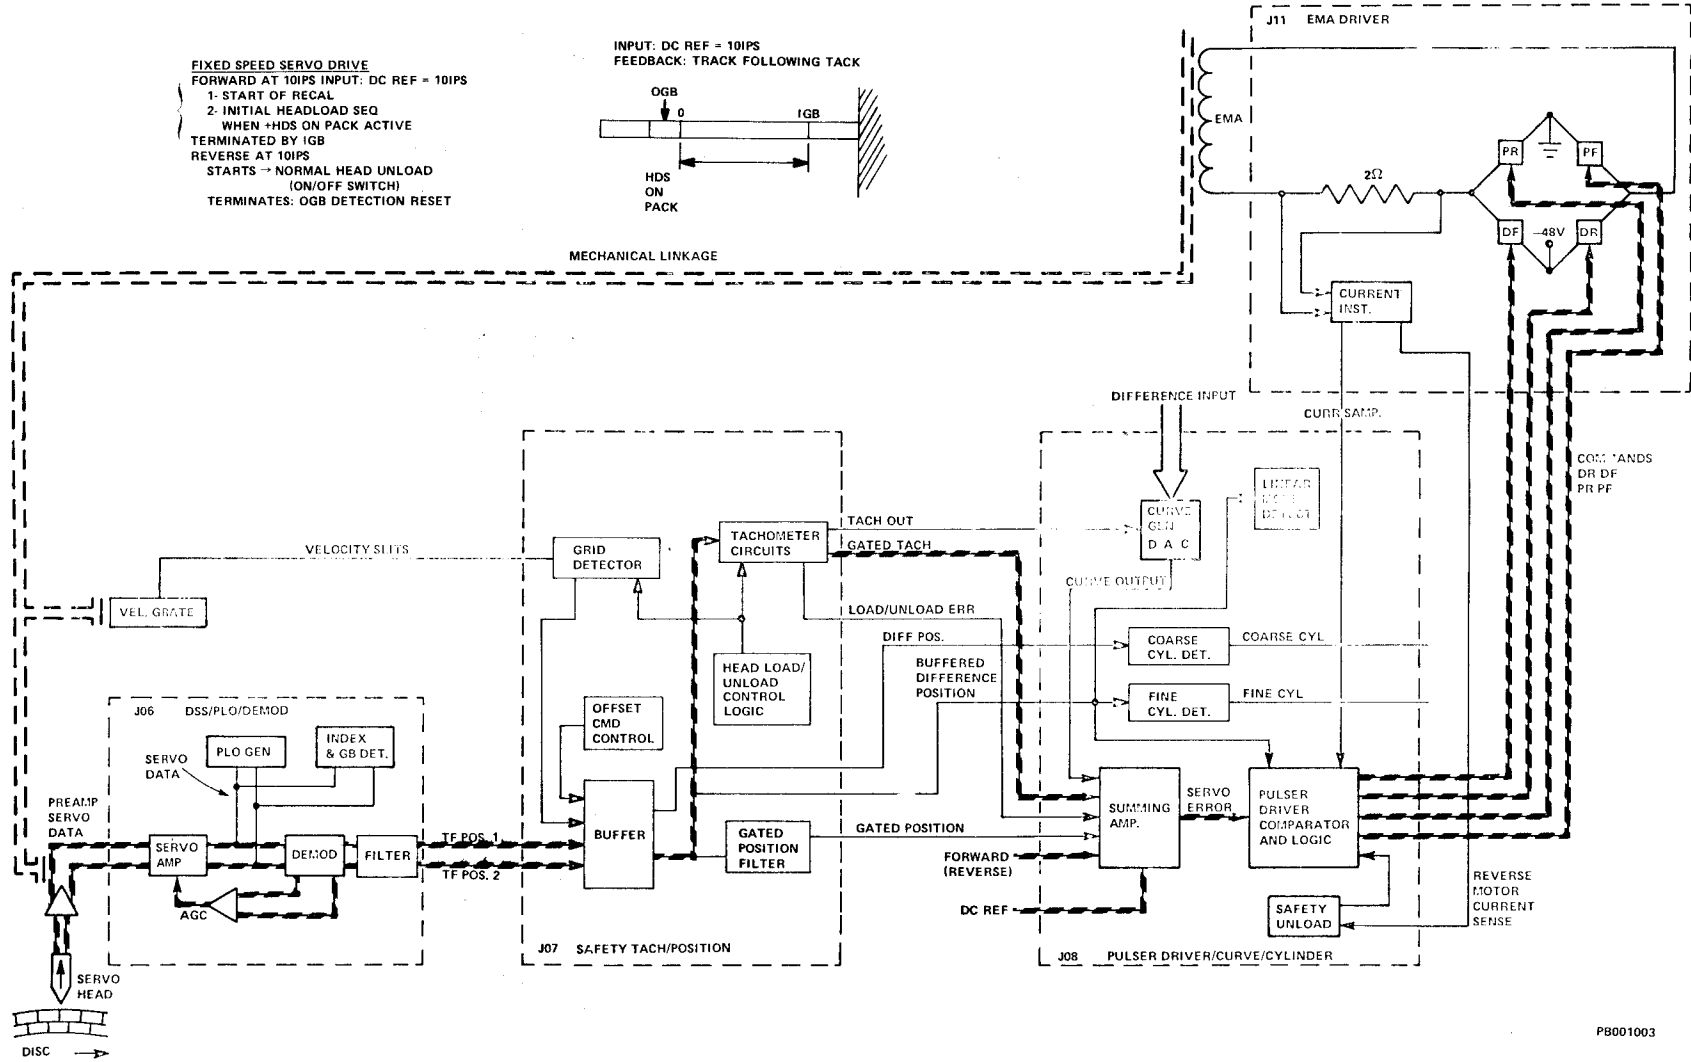 FIXED SPEED SERVO DRIVE
FORWARD AT 10IPS INPUT: DC REF = 10IPS
1- START OF RECAL
2- INITIAL HEADLOAD SEQ
WHEN +HDS ON PACK ACTIVE
TERMINATED BY IGB
REVERSE AT 10IPS
STARTS → NORMAL HEAD UNLOAD
(ON/OFF SWITCH)
TERMINATES: OGB DETECTION RESET
INPUT: DC REF = 10IPS
FEEDBACK: TRACK FOLLOWING TACK
OGB
0
IGB
HDS
ON
PACK
MECHANICAL LINKAGE
J11 EMA DRIVER
EMA
2Ω
PR
PF
DF
-48V
DR
CURRENT
INST.
CURR SAMP.
DIFFERENCE INPUT
COMMANDS
DR DF
PR PF
LINEAR
MODE
DETECT
CURVE
GEN
D A C
TACH OUT
GATED TACH
CURVE OUTPUT
TACHOMETER
CIRCUITS
GRID
DETECTOR
VELOCITY SLITS
VEL. GRATE
LOAD/UNLOAD ERR
DIFF POS.
BUFFERED
DIFFERENCE
POSITION
COARSE
CYL. DET.
COARSE CYL
FINE
CYL. DET.
FINE CYL
HEAD LOAD/
UNLOAD
CONTROL
LOGIC
OFFSET
CMD
CONTROL
J06 DSS/PLO/DEMOD
PLO GEN
INDEX
& GB DET.
SERVO
DATA
PREAMP
SERVO
DATA
SERVO
AMP
DEMOD
FILTER
AGC
TF POS. 1
TF POS. 2
BUFFER
GATED
POSITION
FILTER
GATED POSITION
FORWARD
(REVERSE)
DC REF
SUMMING
AMP.
SERVO
ERROR
PULSER
DRIVER
COMPARATOR
AND LOGIC
SAFETY
UNLOAD
REVERSE
MOTOR
CURRENT
SENSE
J07 SAFETY TACH/POSITION
J08 PULSER DRIVER/CURVE/CYLINDER
SERVO
HEAD
DISC
PB001003